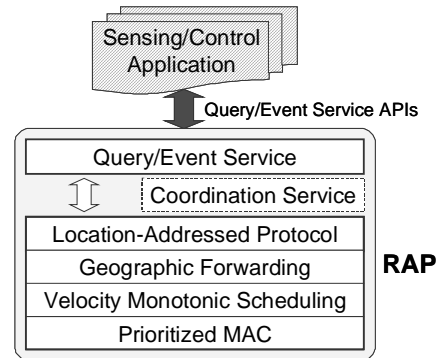 Sensing/Control
Application
Query/Event Service APIs
Query/Event Service
Coordination Service
Location-Addressed Protocol
Geographic Forwarding
RAP
Velocity Monotonic Scheduling
Prioritized MAC